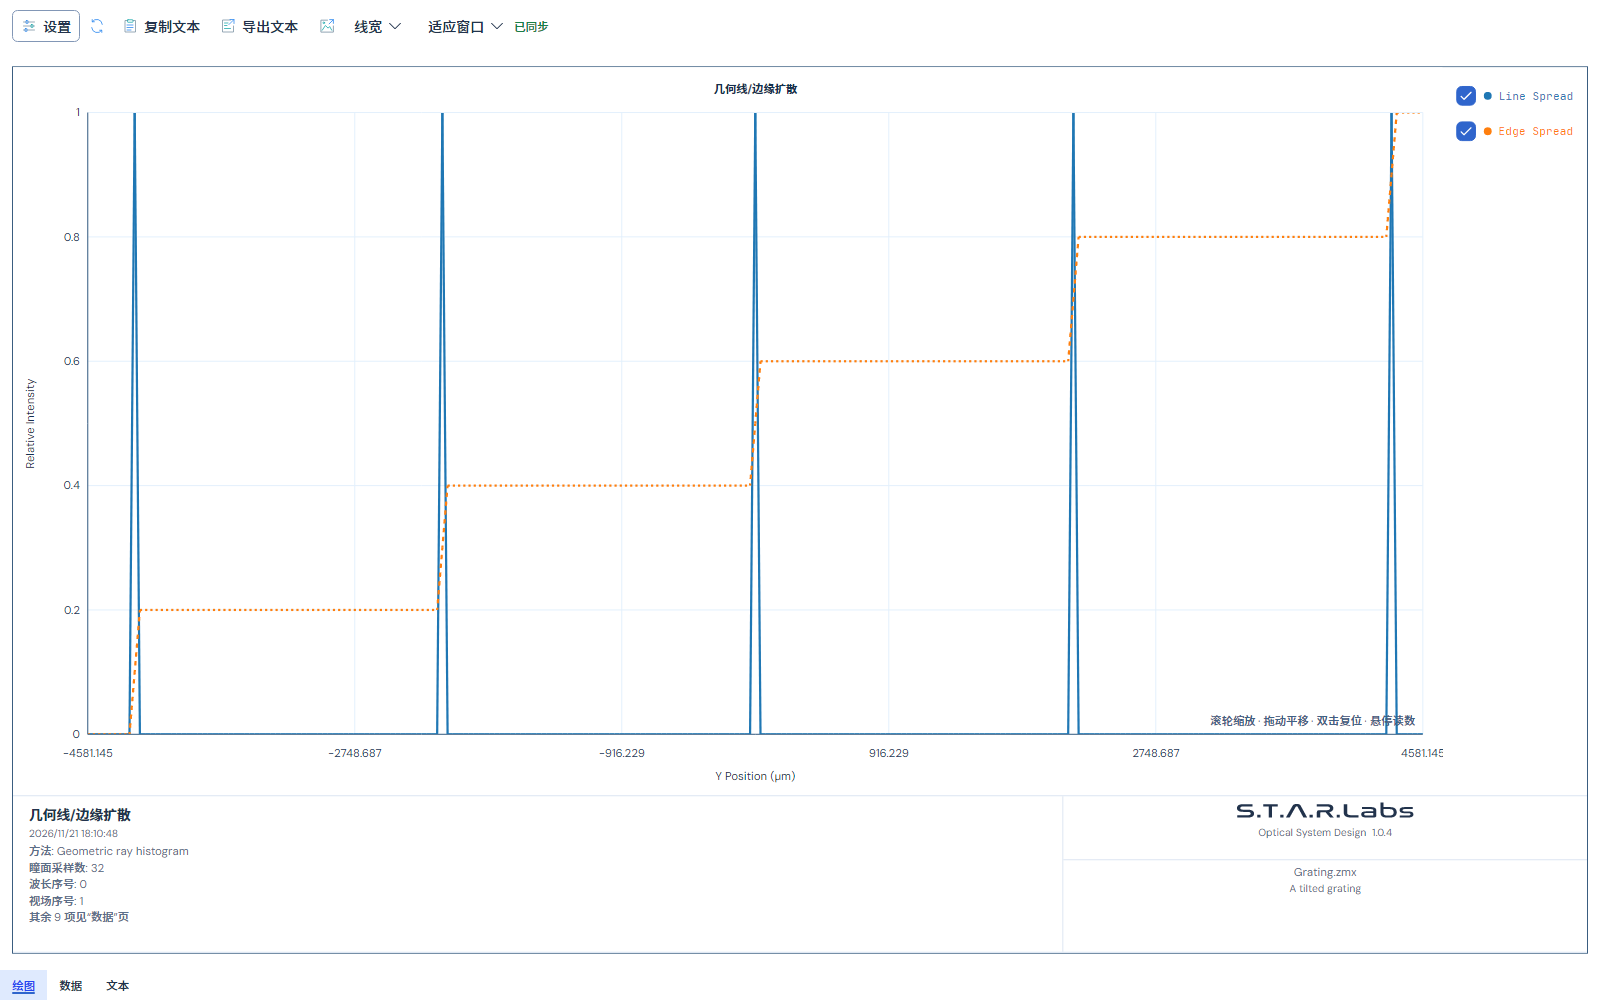 设置 复制文本 导出文本 线宽 适应窗口 已同步
几何线/边缘扩散
Line Spread
Edge Spread
1
0.8
0.6
0.4
0.2
0
Relative Intensity
滚轮缩放 · 拖动平移 · 双击复位 · 悬停读数
-4581.145 -2748.687 -916.229 916.229 2748.687 4581.145
Y Position (μm)
几何线/边缘扩散
2026/11/21 18:10:48
方法: Geometric ray histogram
瞳面采样数: 32
波长序号: 0
视场序号: 1
其余 9 项见“数据”页
S.T.A.R.Labs
Optical System Design 1.0.4
Grating.zmx
A tilted grating
绘图 数据 文本